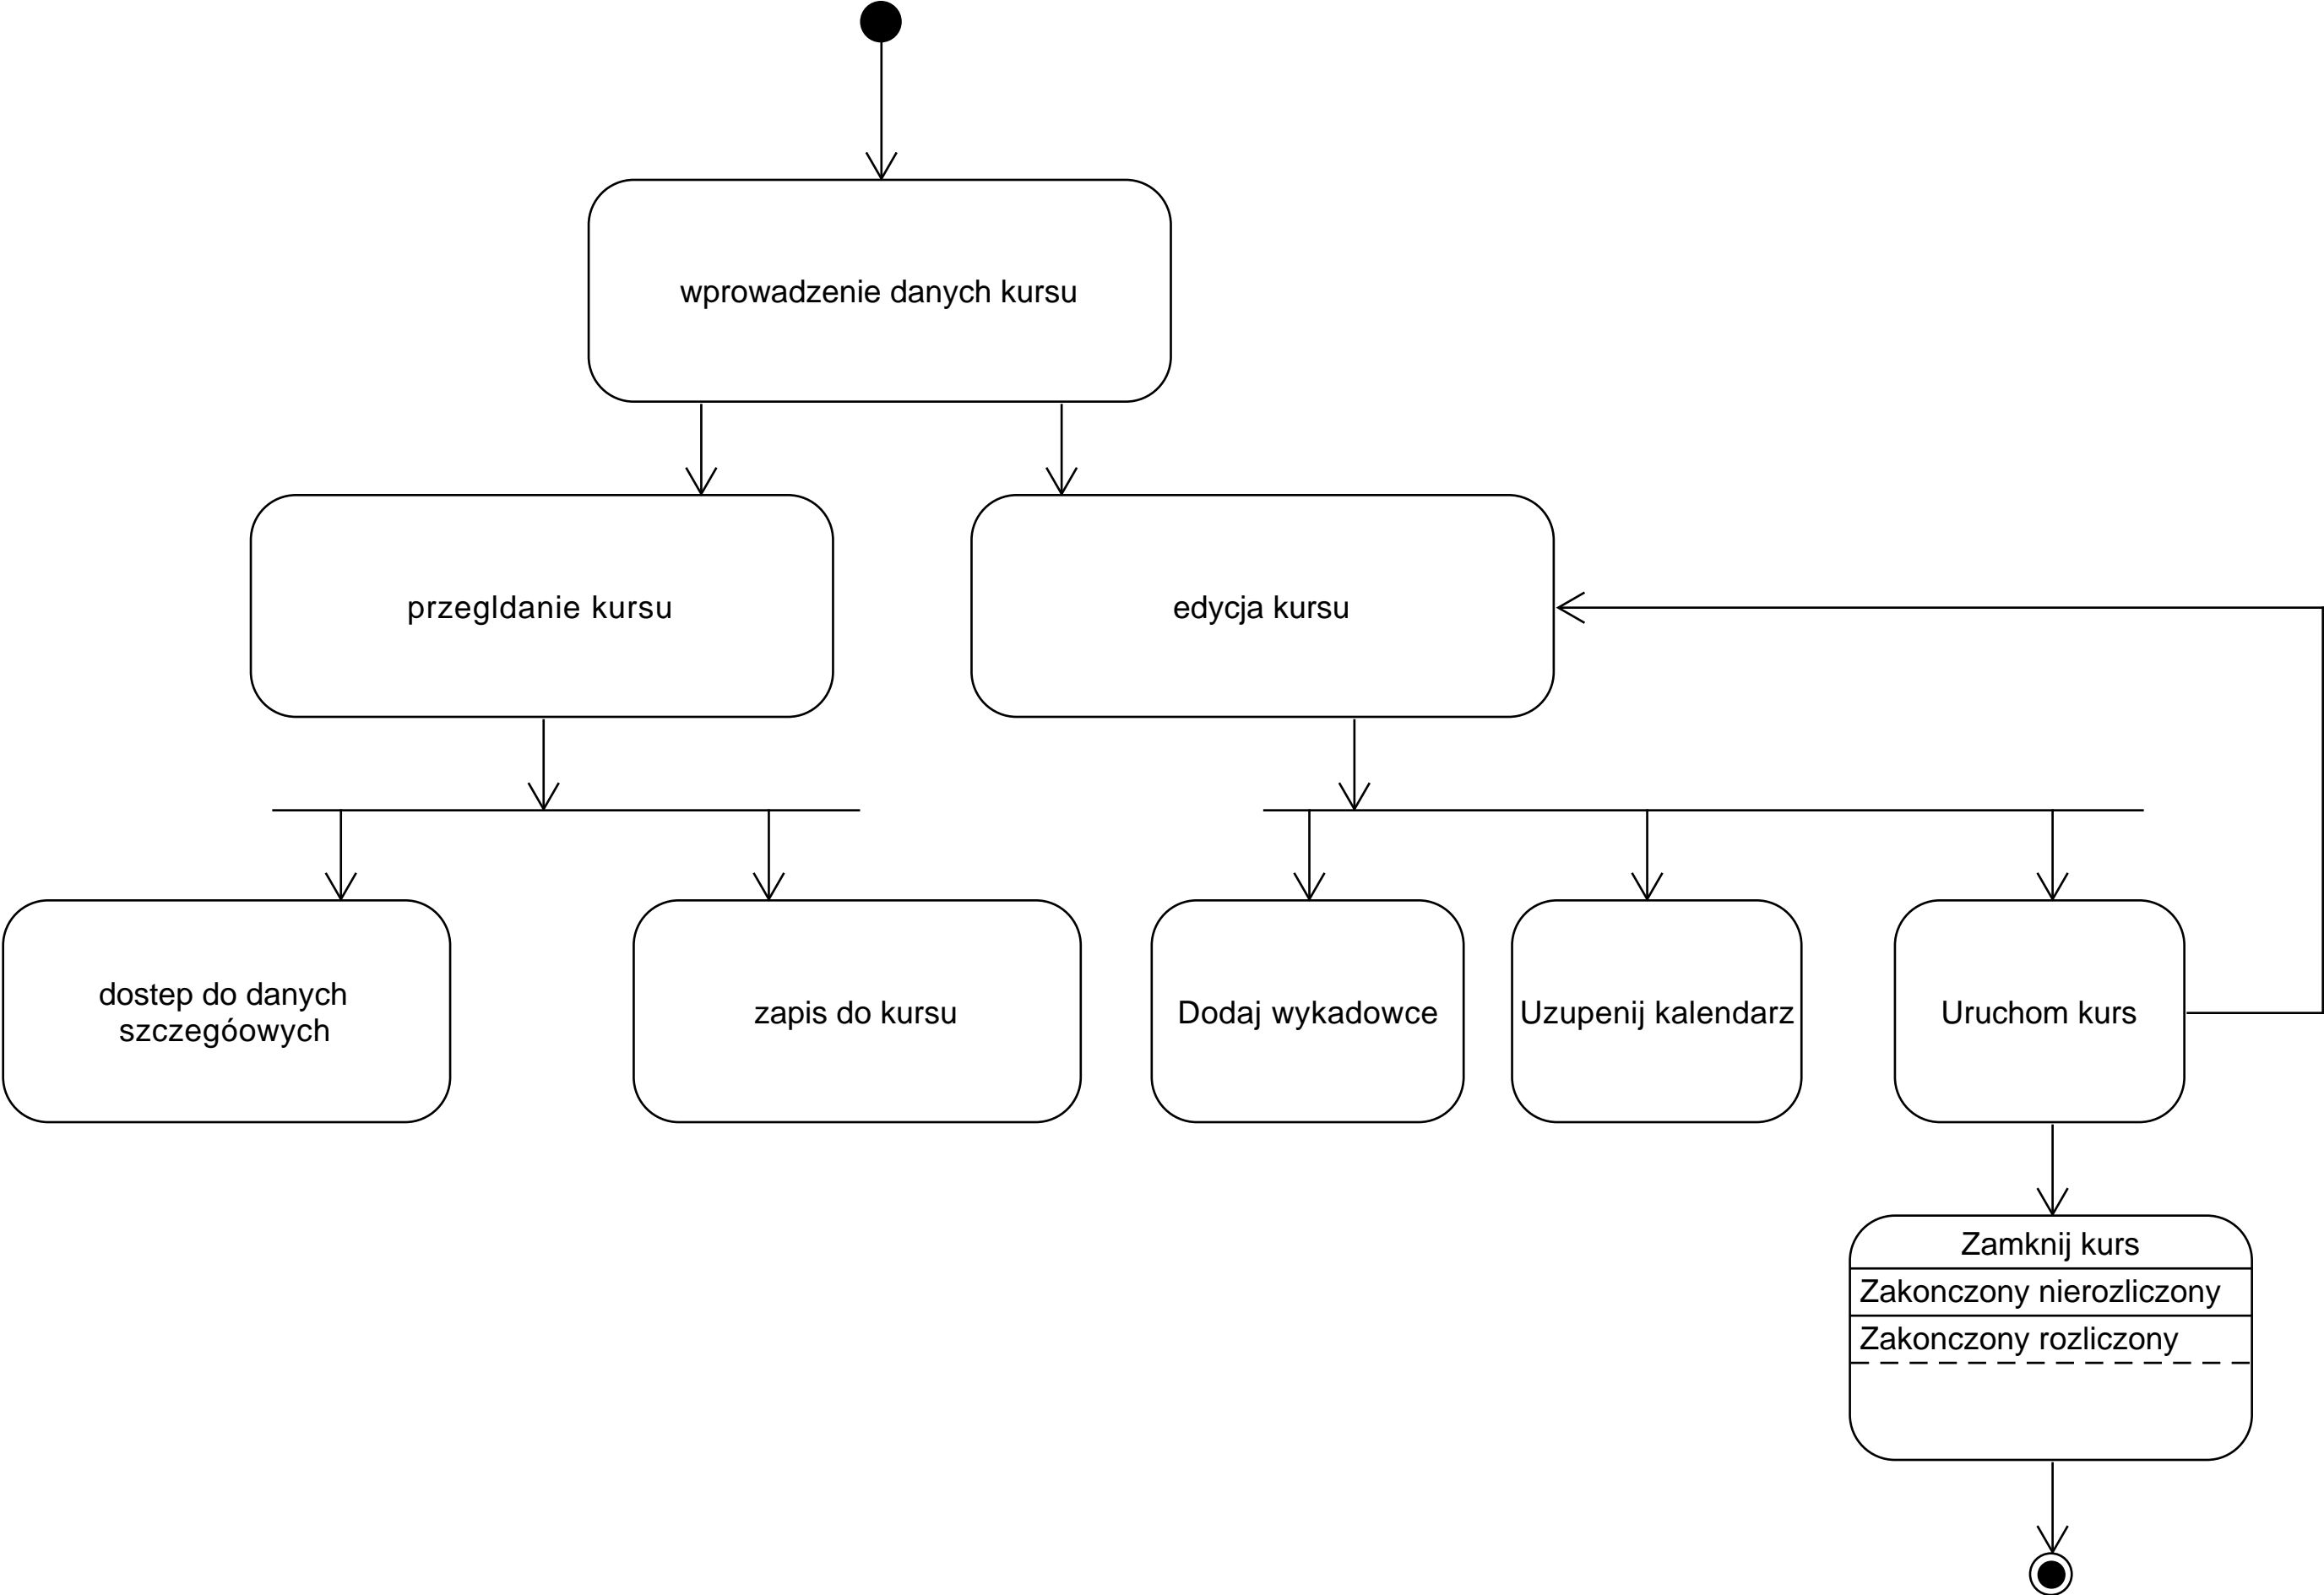 wprowadzenie danych kursu
przegldanie kursu
edycja kursu
dostep do danych
szczegóowych
zapis do kursu
Dodaj wykadowce
Uzupenij kalendarz
Uruchom kurs
Zamknij kurs
Zakonczony nierozliczony
Zakonczony rozliczony